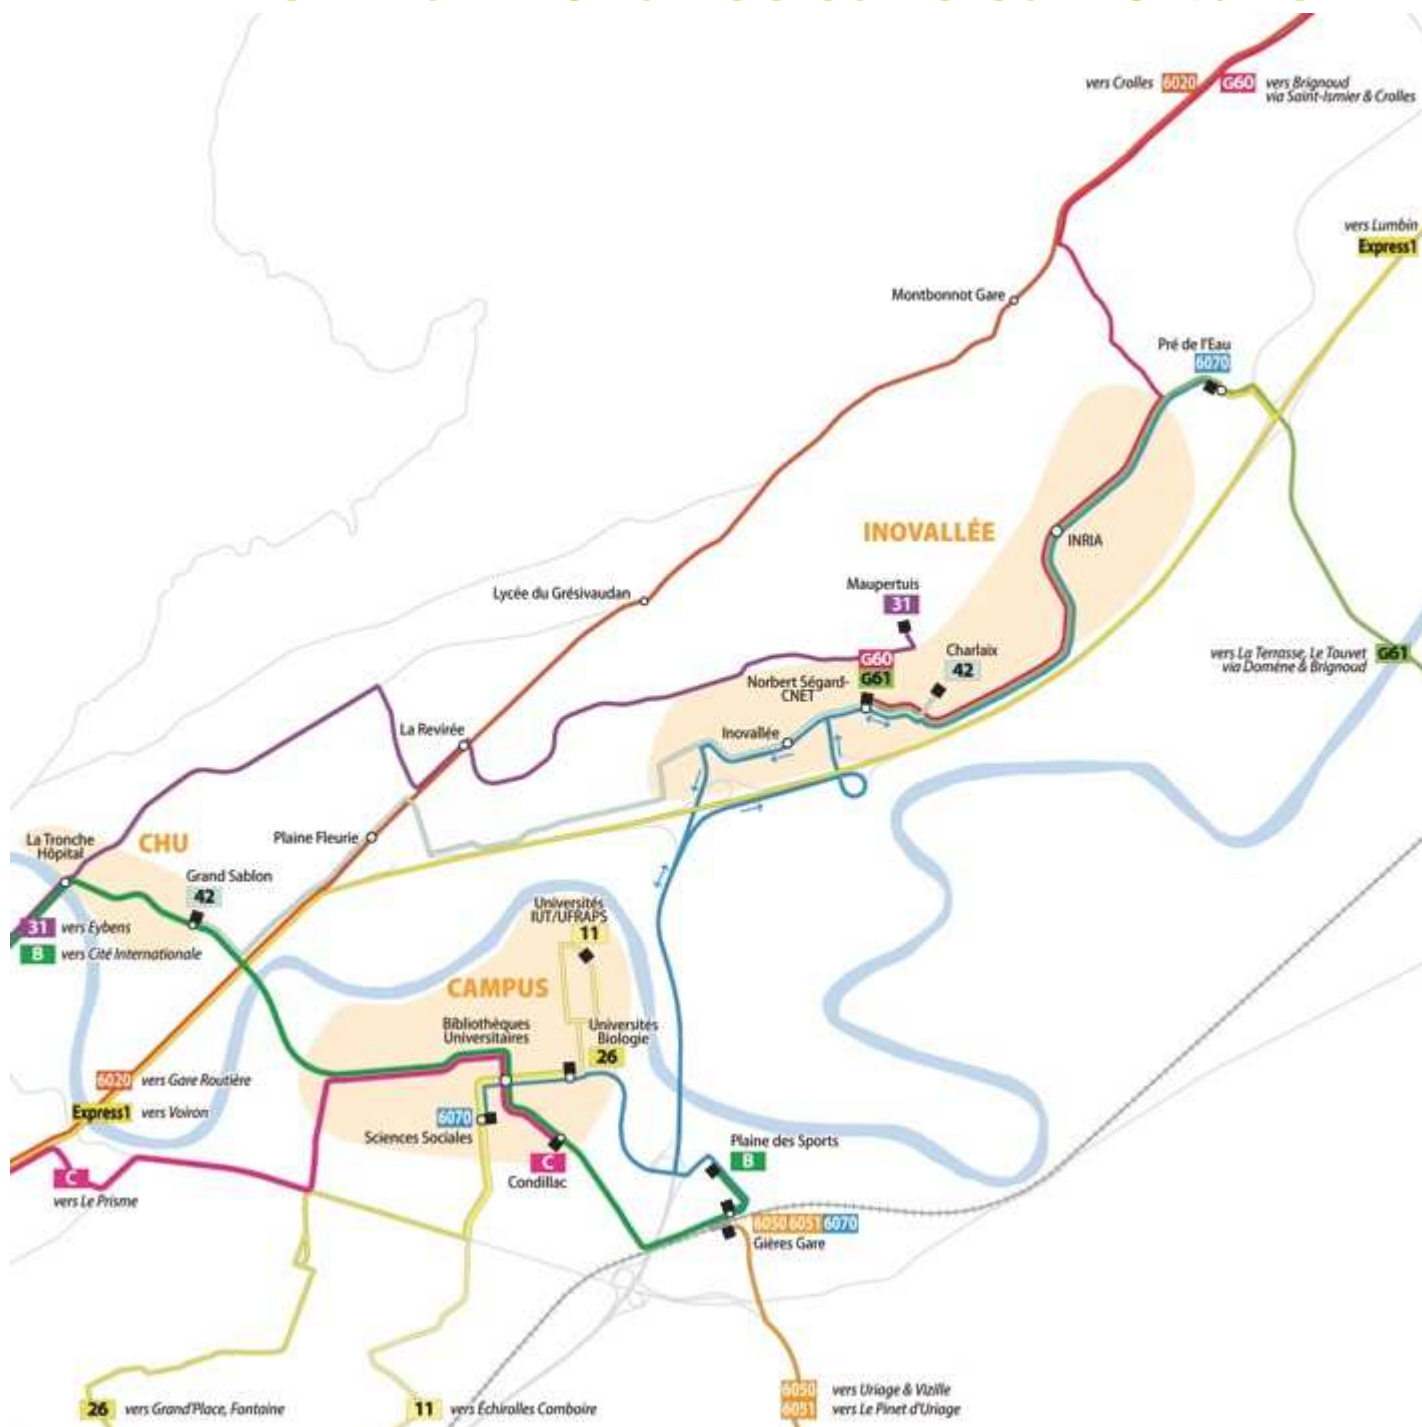 vers Crolles 6020 G60 vers Brignoud
via Saint-Ismier & Crolles
vers Lumbin
Express1
Montbonnot Gare
Pré de l'Eau
6070
INOVALLÉE
INRIA
Lycée du Grésivaudan
Maupertuis
31
Charlaix
42
G60
G61
Norbert Ségard-
CNET
vers La Terrasse, Le Touvet
via Domène & Brignoud
G61
La Revirée
Inovallée
Plaine Fleurie
La Tronche
Hôpital
CHU
Grand Sablon
42
31 vers Eybens
B vers Cité Internationale
Universités
IUT/UFRAPS
11
CAMPUS
Bibliothèques
Universitaires
Universités
Biologie
26
6020 vers Gare Routière
Express1 vers Voiron
6070
Sciences Sociales
C
Condillac
Plaine des Sports
B
C
vers Le Prisme
6050 6051 6070
Gières Gare
26 vers Grand'Place, Fontaine
11 vers Échirolles Comboire
6050 vers Uriage & Vizille
6051 vers Le Pinet d'Uriage